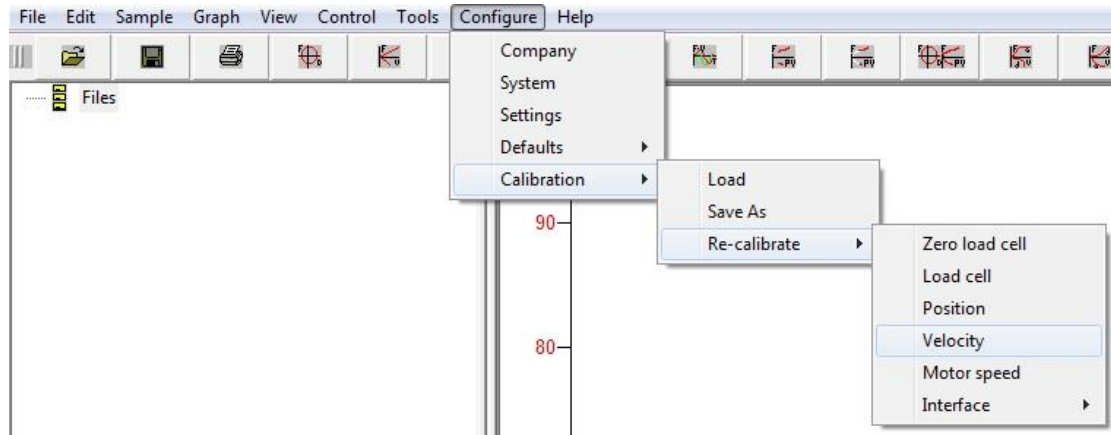 File Edit Sample Graph View Control Tools Configure Help
Files
Company
System
Settings
Defaults
Calibration
Load
Save As
Re-calibrate
Zero load cell
Load cell
Position
Velocity
Motor speed
Interface
90
80